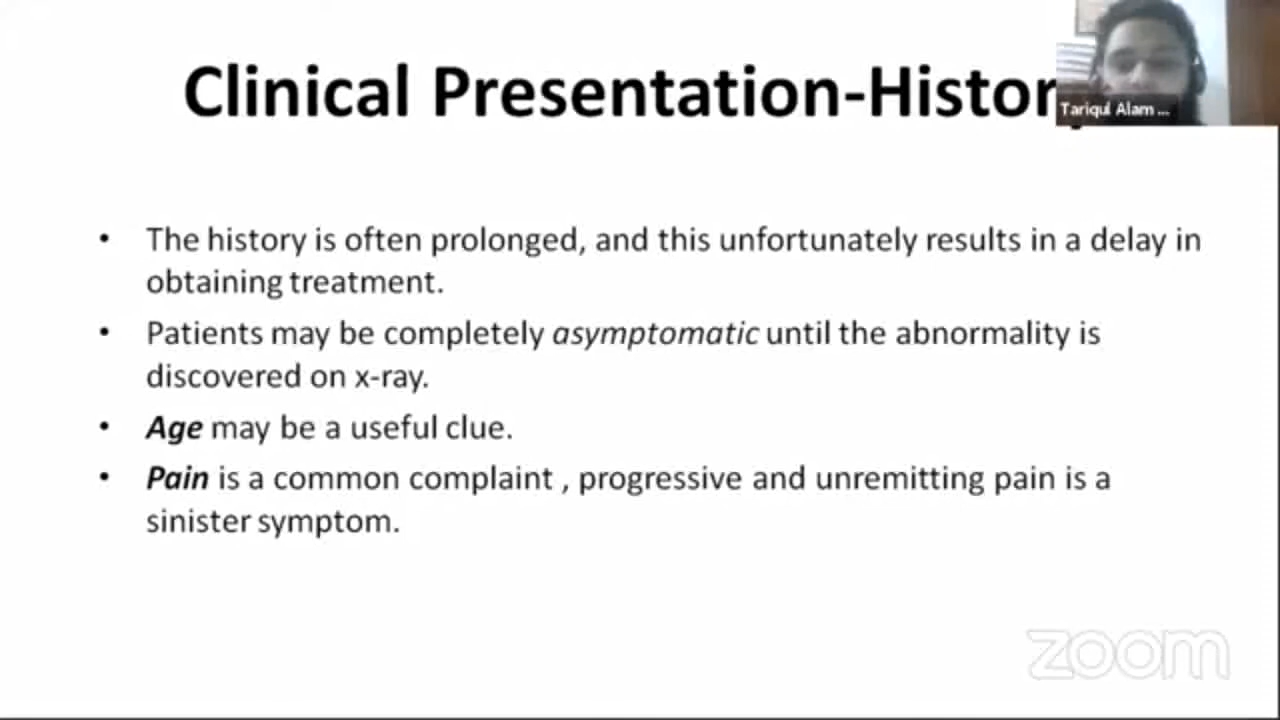 Clinical Presentation-Histor
Tariqul Alam ...
• The history is often prolonged, and this unfortunately results in a delay in
obtaining treatment.
• Patients may be completely asymptomatic until the abnormality is
discovered on x-ray.
• Age may be a useful clue.
• Pain is a common complaint , progressive and unremitting pain is a
sinister symptom.
zoom